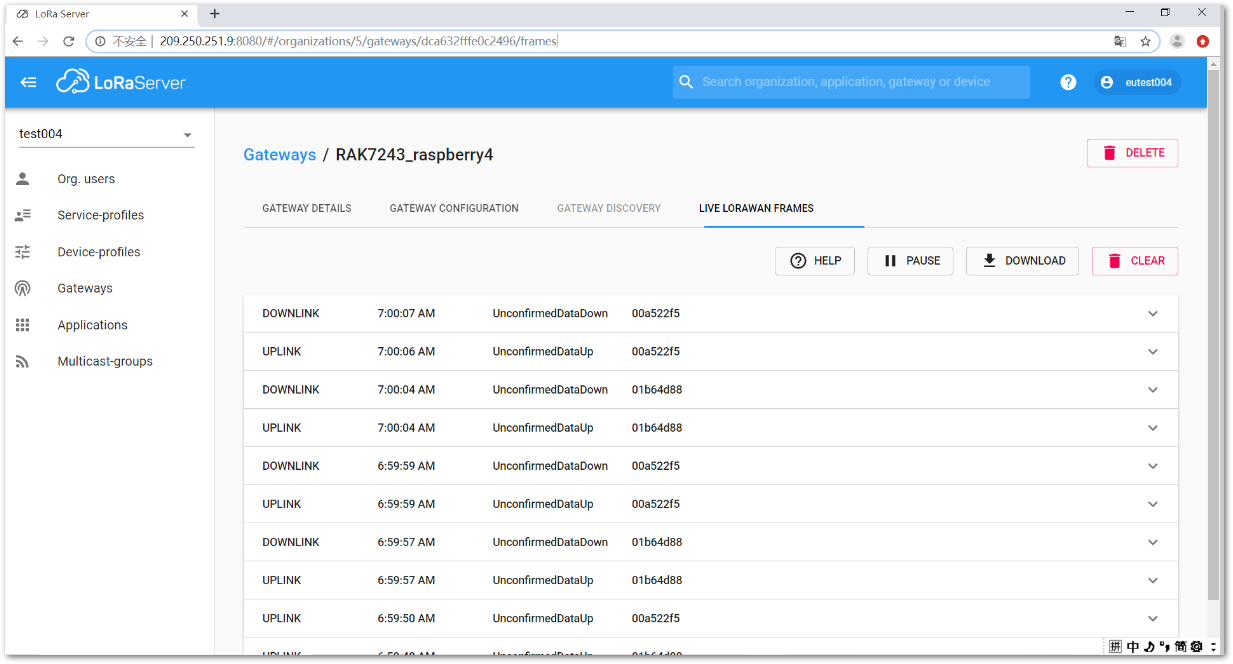 LoRa Server
不安全 | 209.250.251.9:8080/#/organizations/5/gateways/dca632fffe0c2496/frames
LoRaServer
Search organization, application, gateway or device
eutest004
test004
Org. users
Service-profiles
Device-profiles
Gateways
Applications
Multicast-groups
Gateways / RAK7243_raspberry4
DELETE
GATEWAY DETAILS GATEWAY CONFIGURATION GATEWAY DISCOVERY LIVE LORAWAN FRAMES
HELP PAUSE DOWNLOAD CLEAR
DOWNLINK 7:00:07 AM UnconfirmedDataDown 00a522f5
UPLINK 7:00:06 AM UnconfirmedDataUp 00a522f5
DOWNLINK 7:00:04 AM UnconfirmedDataDown 01b64d88
UPLINK 7:00:04 AM UnconfirmedDataUp 01b64d88
DOWNLINK 6:59:59 AM UnconfirmedDataDown 00a522f5
UPLINK 6:59:59 AM UnconfirmedDataUp 00a522f5
DOWNLINK 6:59:57 AM UnconfirmedDataDown 01b64d88
UPLINK 6:59:57 AM UnconfirmedDataUp 01b64d88
UPLINK 6:59:50 AM UnconfirmedDataUp 00a522f5
拼 中 简